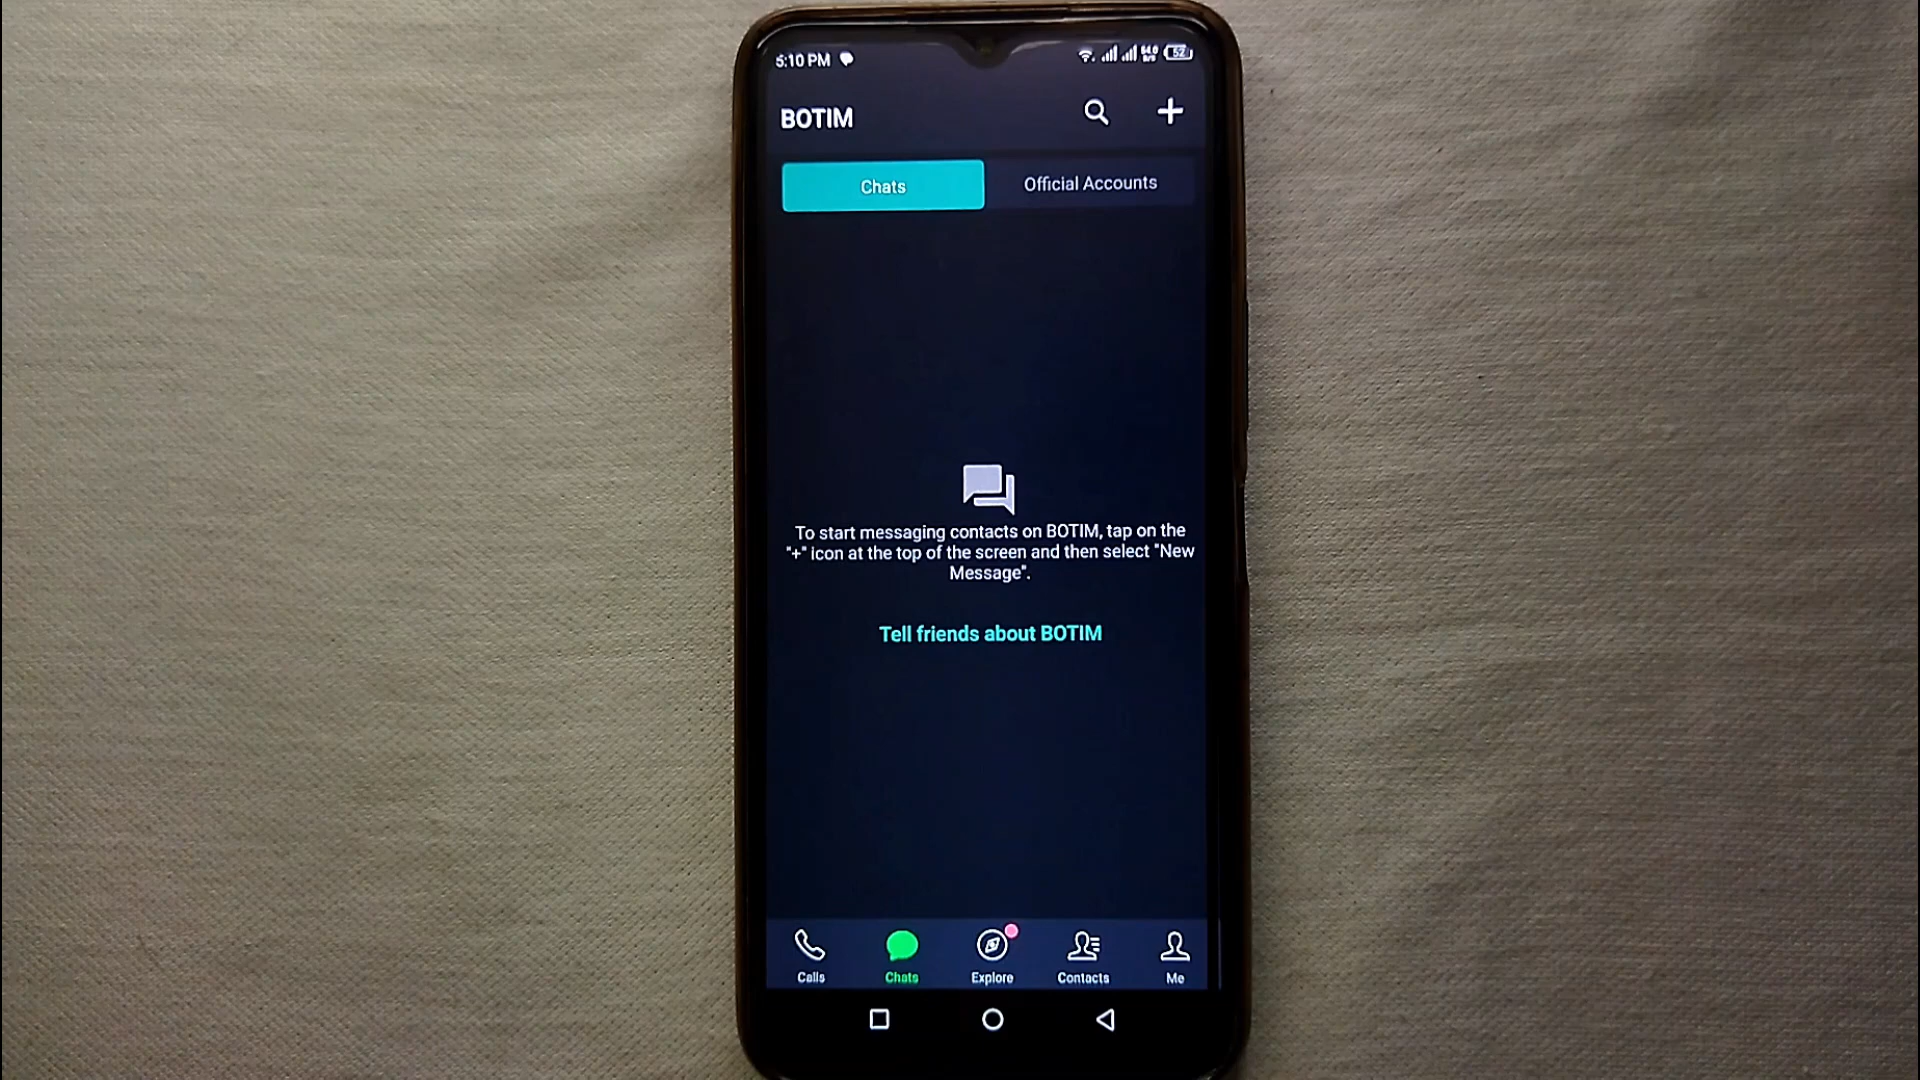 5:10 PM
52
BOTIM
Chats
Official Accounts
To start messaging contacts on BOTIM, tap on the
"+" icon at the top of the screen and then select "New
Message".
Tell friends about BOTIM
Calls
Chats
Explore
Contacts
Me